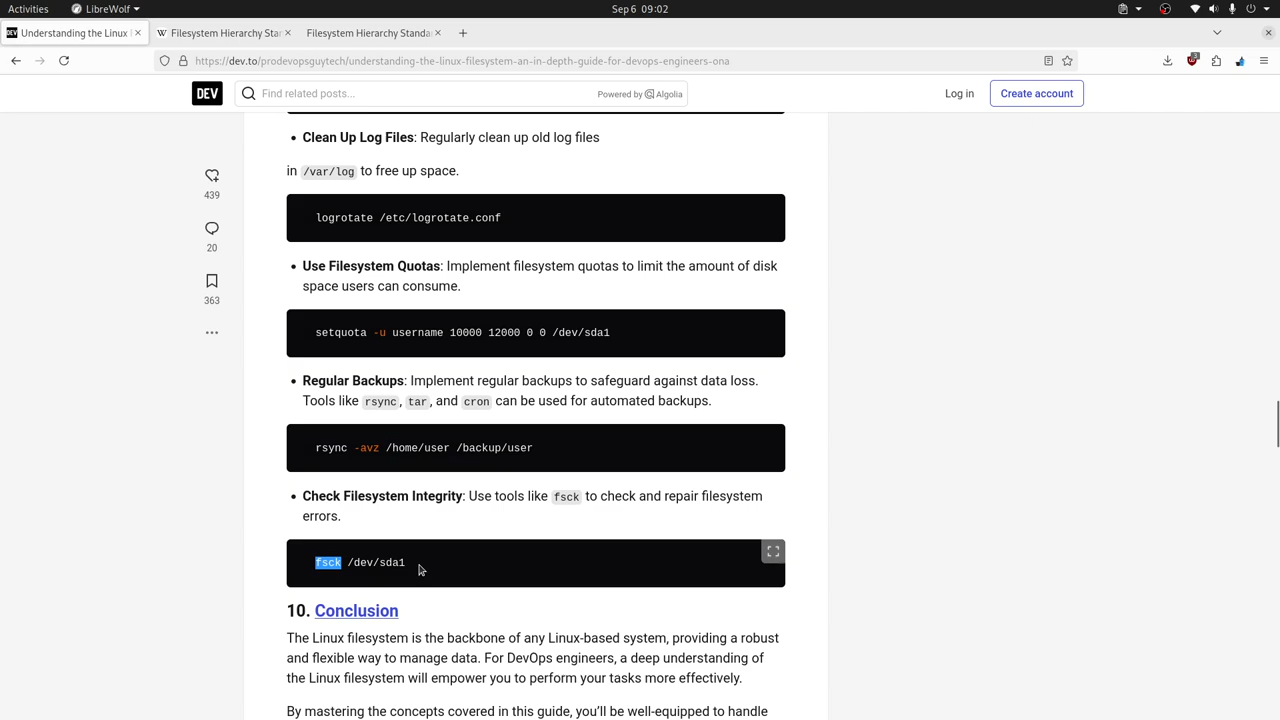 Activities
LibreWolf
Sep 6 09:02
DEV Understanding the Linux
W Filesystem Hierarchy Star
Filesystem Hierarchy Standa
https://dev.to/prodevopsguytech/understanding-the-linux-filesystem-an-in-depth-guide-for-devops-engineers-ona
3
DEV
Find related posts...
Powered by Algolia
Log in
Create account
439
20
363
• Clean Up Log Files: Regularly clean up old log files
in /var/log to free up space.
logrotate /etc/logrotate.conf
• Use Filesystem Quotas: Implement filesystem quotas to limit the amount of disk
space users can consume.
setquota -u username 10000 12000 0 0 /dev/sda1
• Regular Backups: Implement regular backups to safeguard against data loss.
Tools like rsync, tar, and cron can be used for automated backups.
rsync -avz /home/user /backup/user
• Check Filesystem Integrity: Use tools like fsck to check and repair filesystem
errors.
fsck /dev/sda1
10. Conclusion
The Linux filesystem is the backbone of any Linux-based system, providing a robust
and flexible way to manage data. For DevOps engineers, a deep understanding of
the Linux filesystem will empower you to perform your tasks more effectively.
By mastering the concepts covered in this guide, you'll be well-equipped to handle